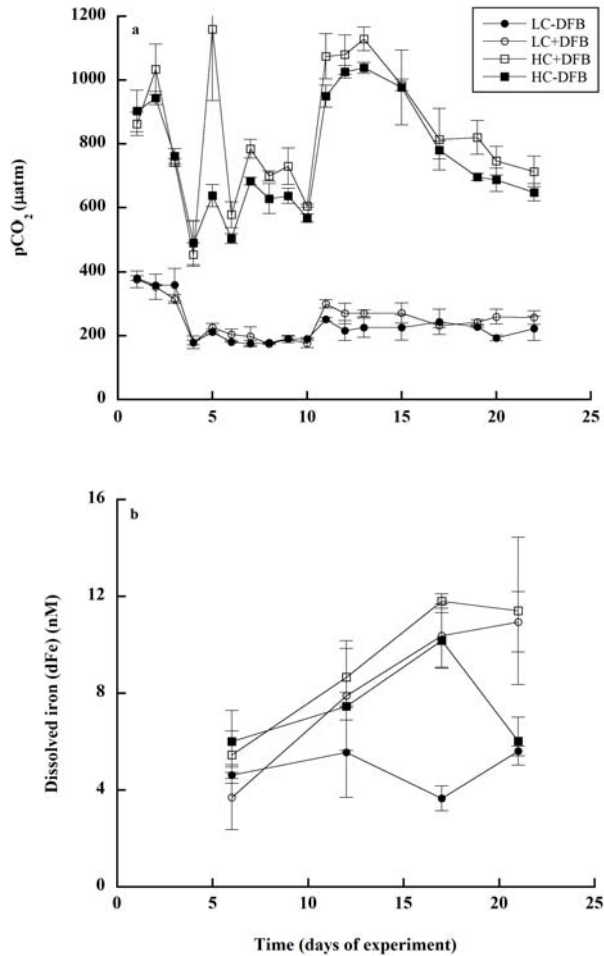 a
LC-DFB
LC+DFB
HC+DFB
HC-DFB
1200
1000
800
600
400
200
0
pCO₂ (µatm)
0 5 10 15 20 25
b
16
12
8
4
0
Dissolved iron (dFe) (nM)
0 5 10 15 20 25
Time (days of experiment)